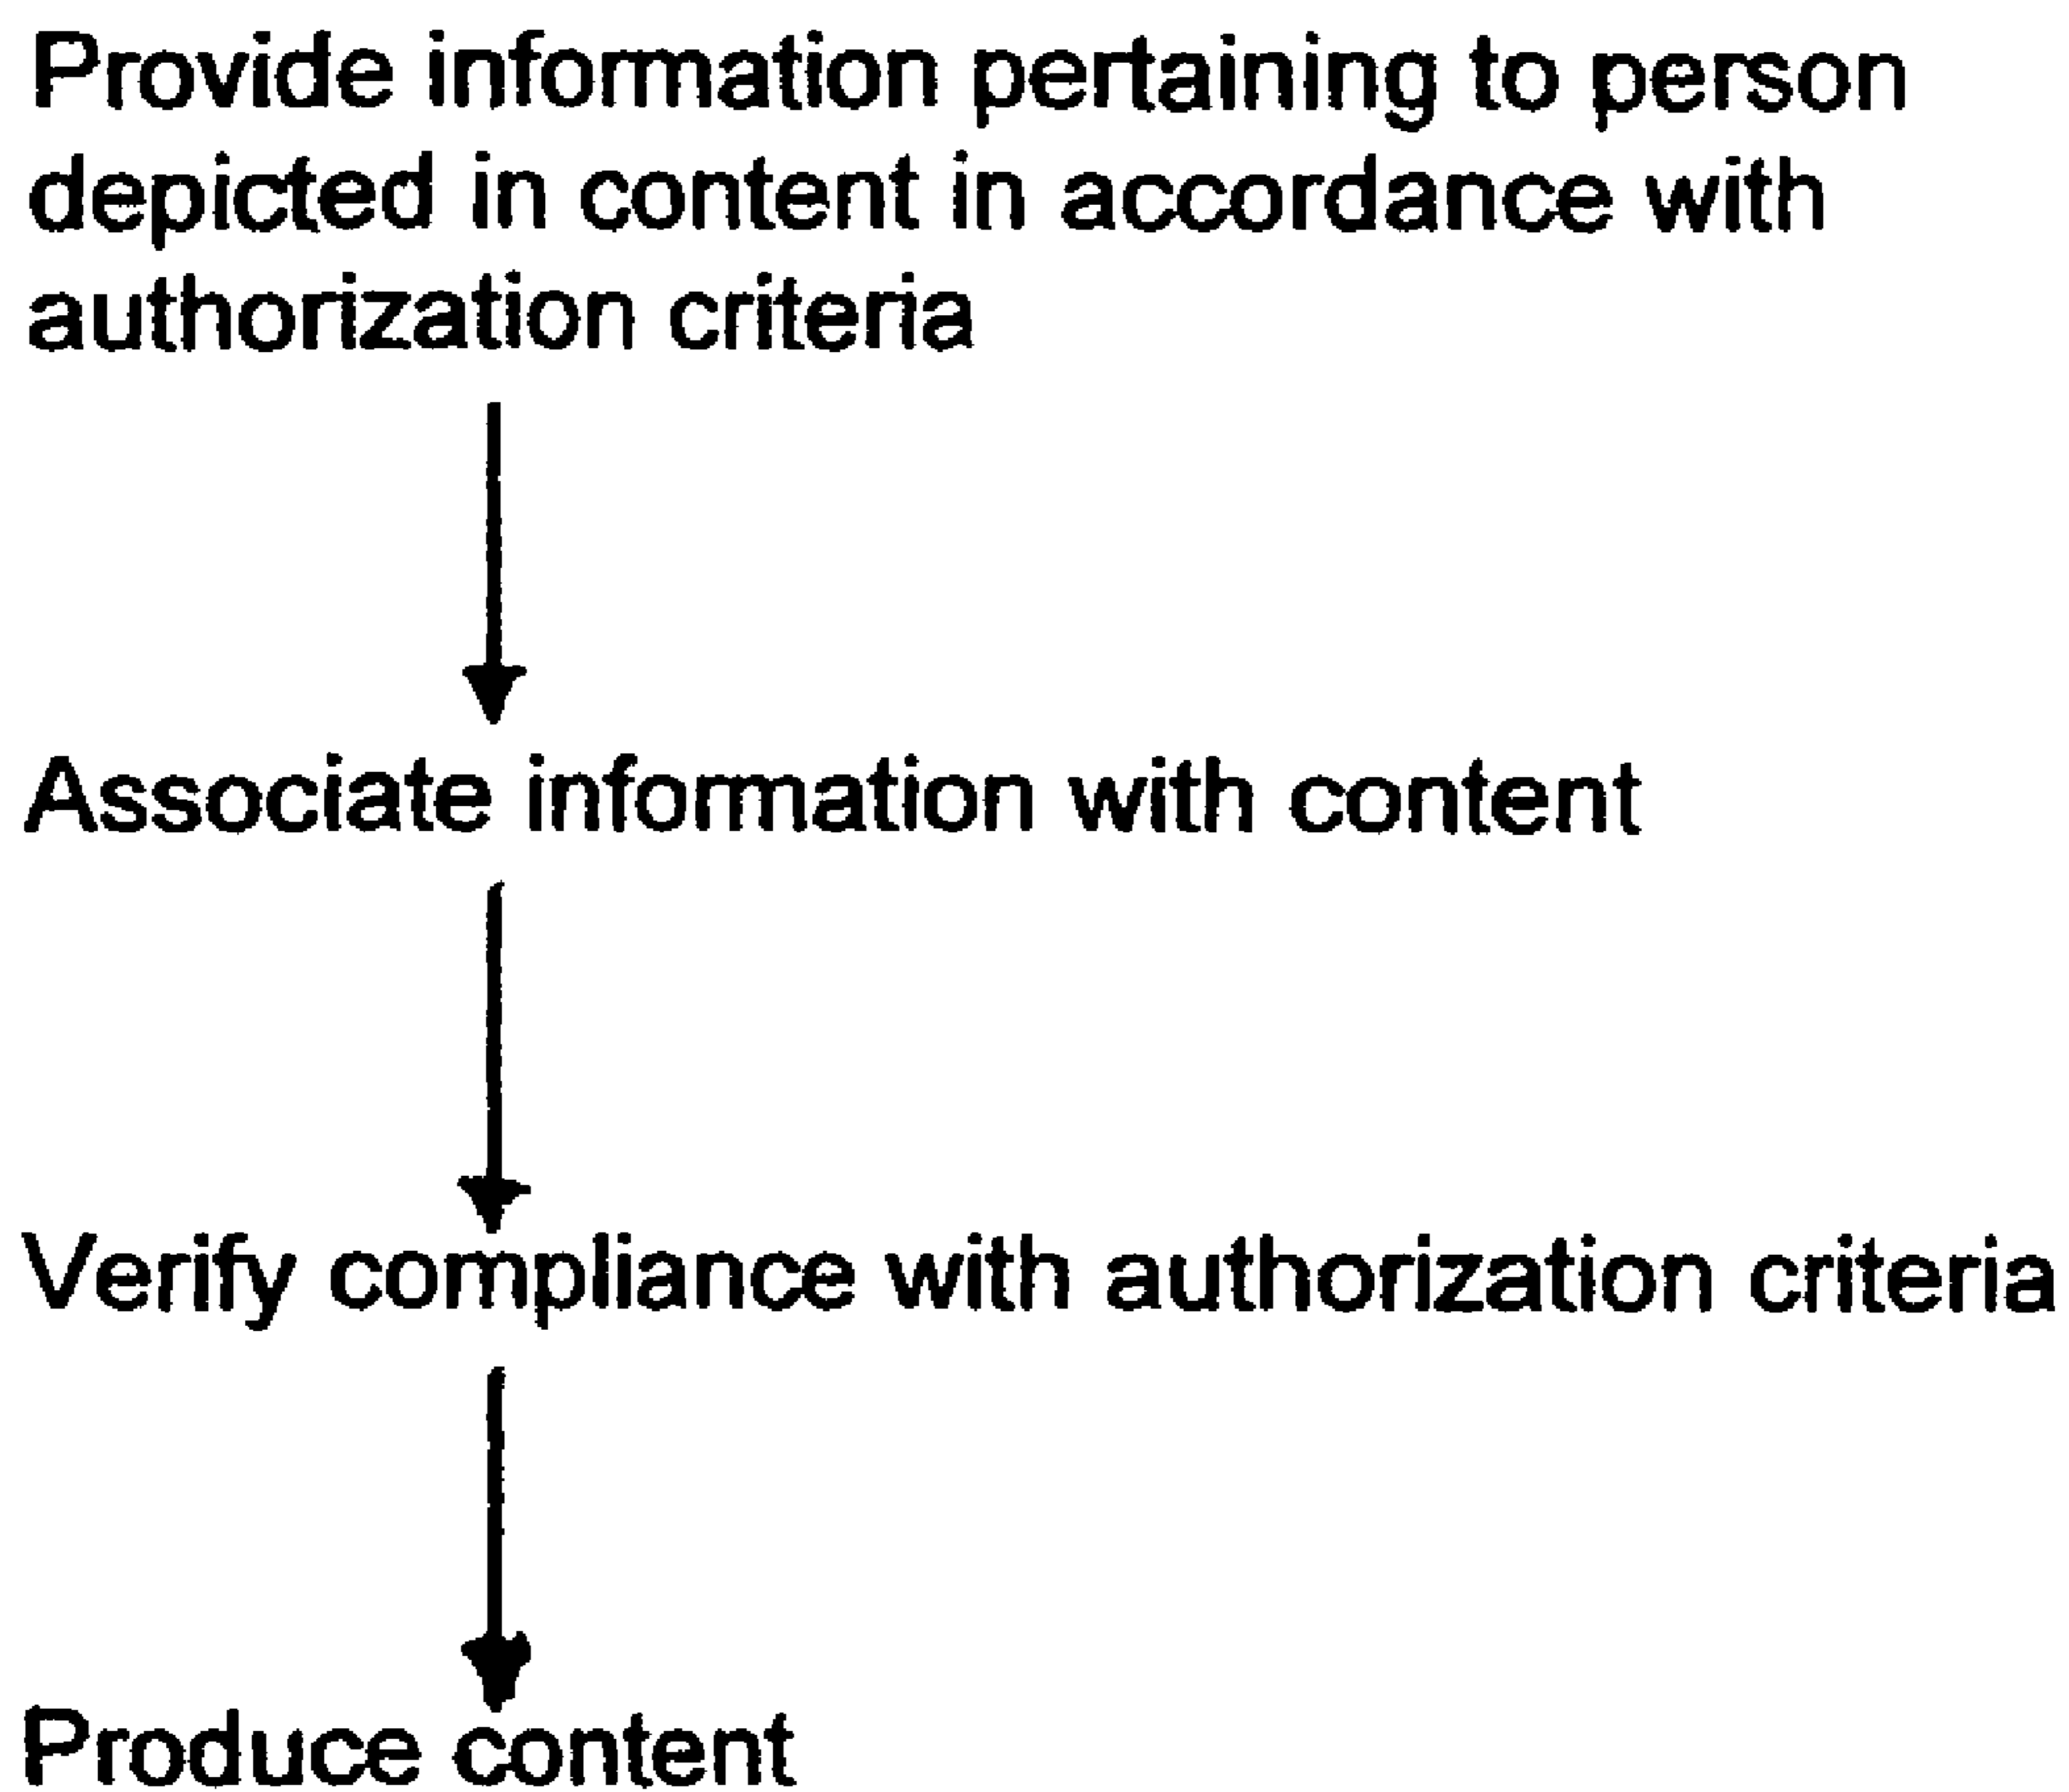 Provide information pertaining to person
depicted in content in accordance with
authorization criteria
Associate information with content
Verify compliance with authorization criteria
Produce content